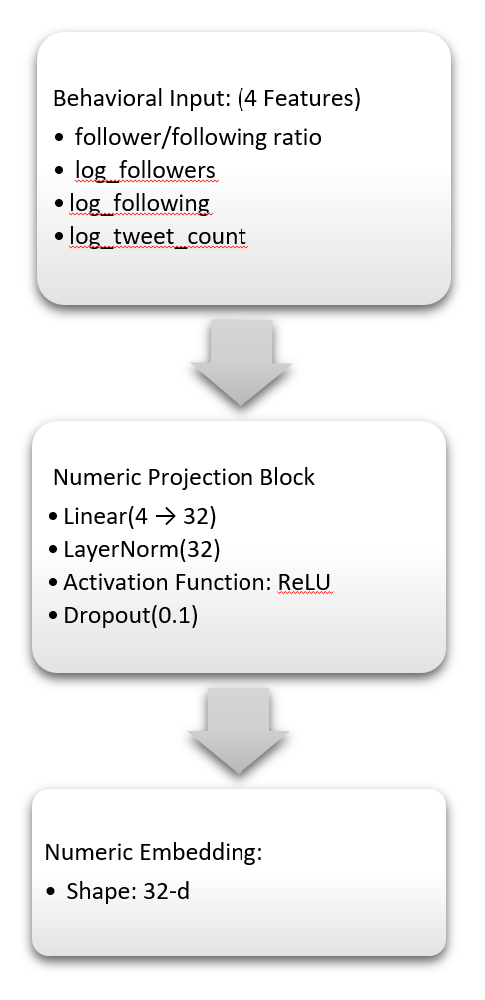 Behavioral Input: (4 Features)
• follower/following ratio
• log_followers
• log_following
• log_tweet_count
Numeric Projection Block
• Linear(4 → 32)
• LayerNorm(32)
• Activation Function: ReLU
• Dropout(0.1)
Numeric Embedding:
• Shape: 32-d